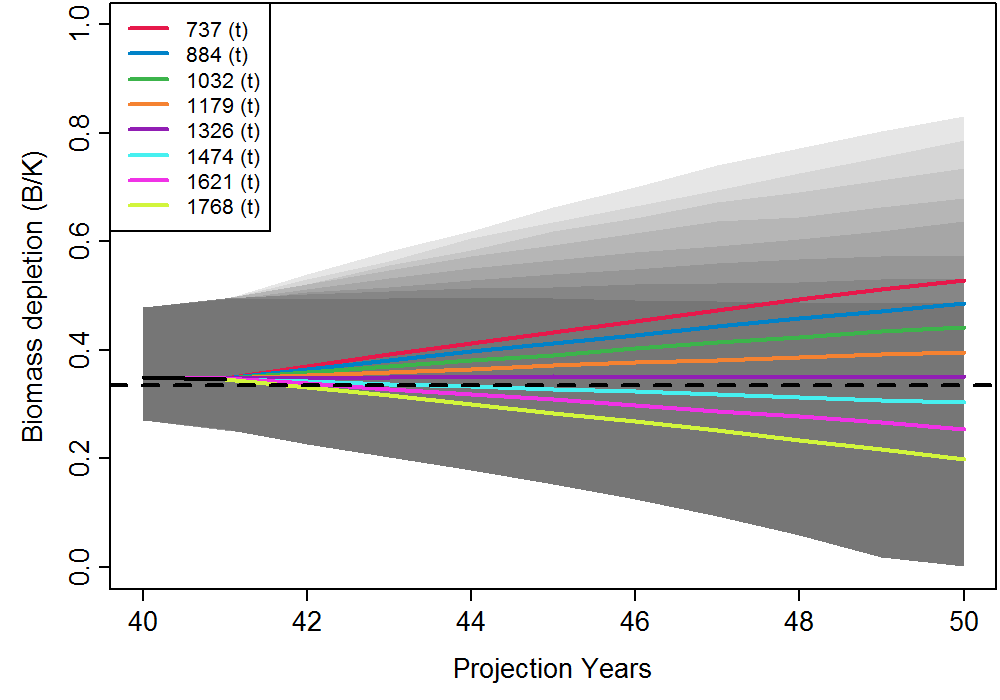 737 (t)
884 (t)
1032 (t)
1179 (t)
1326 (t)
1474 (t)
1621 (t)
1768 (t)
Biomass depletion (B/K)
1.0
0.8
0.6
0.4
0.2
0.0
40 42 44 46 48 50
Projection Years